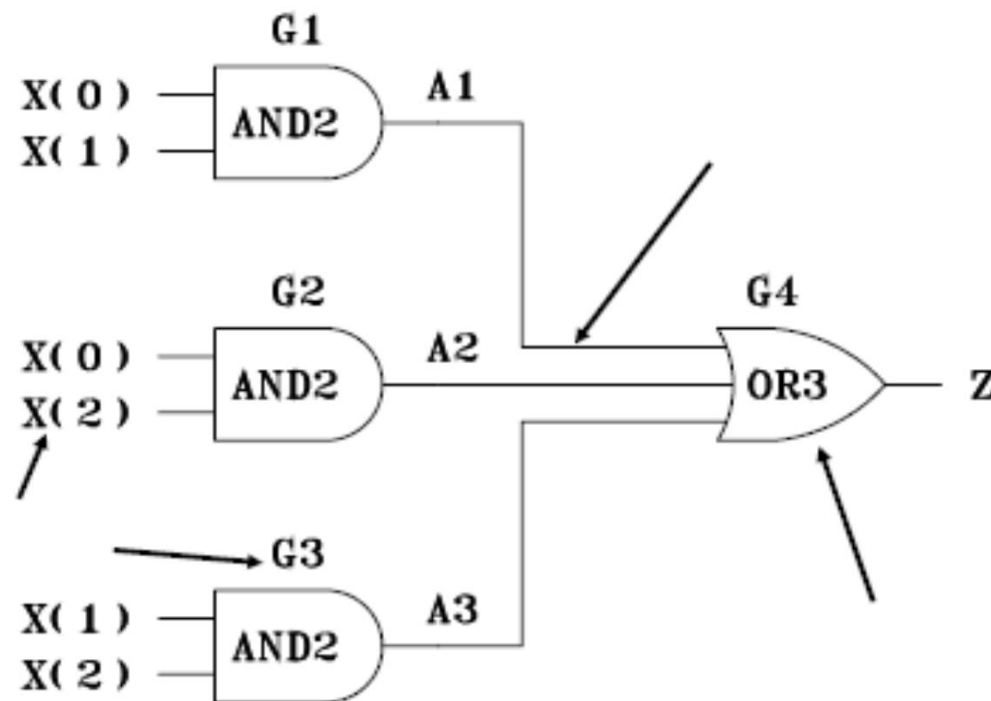 G1
X(0)
AND2
A1
X(1)
G2
G4
X(0)
AND2
A2
OR3
Z
X(2)
G3
X(1)
AND2
A3
X(2)